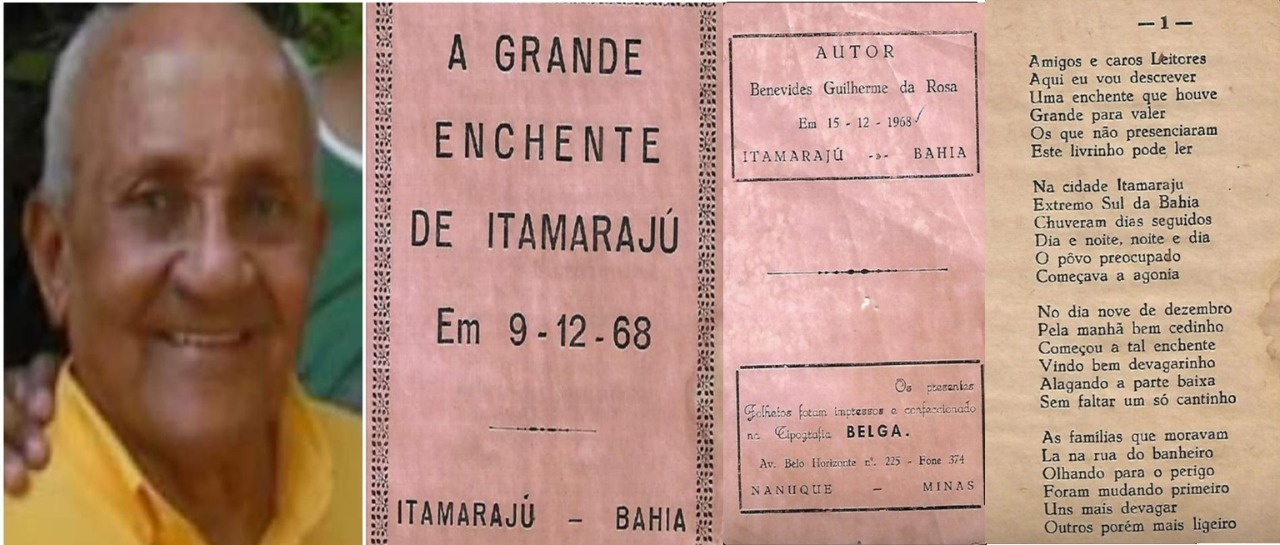 A GRANDE
ENCHENTE
DE ITAMARAJÚ
Em 9-12-68
ITAMARAJÚ - BAHIA
AUTOR
Benevides Guilherme da Rosa
Em 15 - 12 - 1968
ITAMARAJÚ -»- BAHIA
Os presentes
Folhetos foram impressos e confeccionado
na Tipografia BELGA.
Av. Belo Horizonte nº. 225 - Fone 374
NANUQUE - MINAS
— 1 —
Amigos e caros Leitores
Aqui eu vou descrever
Uma enchente que houve
Grande para valer
Os que não presenciaram
Este livrinho pode ler
Na cidade Itamaraju
Extremo Sul da Bahia
Chuveram dias seguidos
Dia e noite, noite e dia
O pôvo preocupado
Começava a agonia
No dia nove de dezembro
Pela manhã bem cedinho
Começou a tal enchente
Vindo bem devagarinho
Alagando a parte baixa
Sem faltar um só cantinho
As famílias que moravam
La na rua do banheiro
Olhando para o perigo
Foram mudando primeiro
Uns mais devagar
Outros porém mais ligeiro